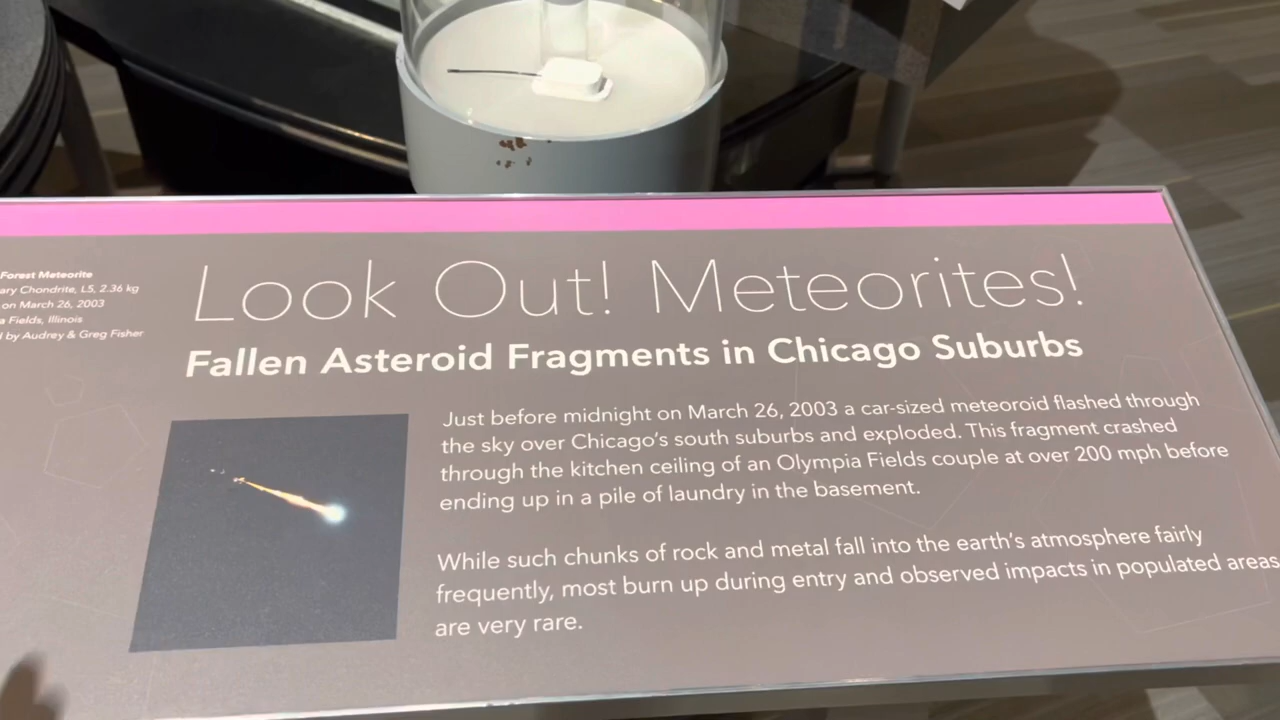 Forest Meteorite
Chondrite, L5, 2.36 kg
on March 26, 2003
Fields, Illinois
by Audrey & Greg Fisher
Look Out! Meteorites!
Fallen Asteroid Fragments in Chicago Suburbs
Just before midnight on March 26, 2003 a car-sized meteoroid flashed through
the sky over Chicago's south suburbs and exploded. This fragment crashed
through the kitchen ceiling of an Olympia Fields couple at over 200 mph before
ending up in a pile of laundry in the basement.
While such chunks of rock and metal fall into the earth's atmosphere fairly
frequently, most burn up during entry and observed impacts in populated areas
are very rare.